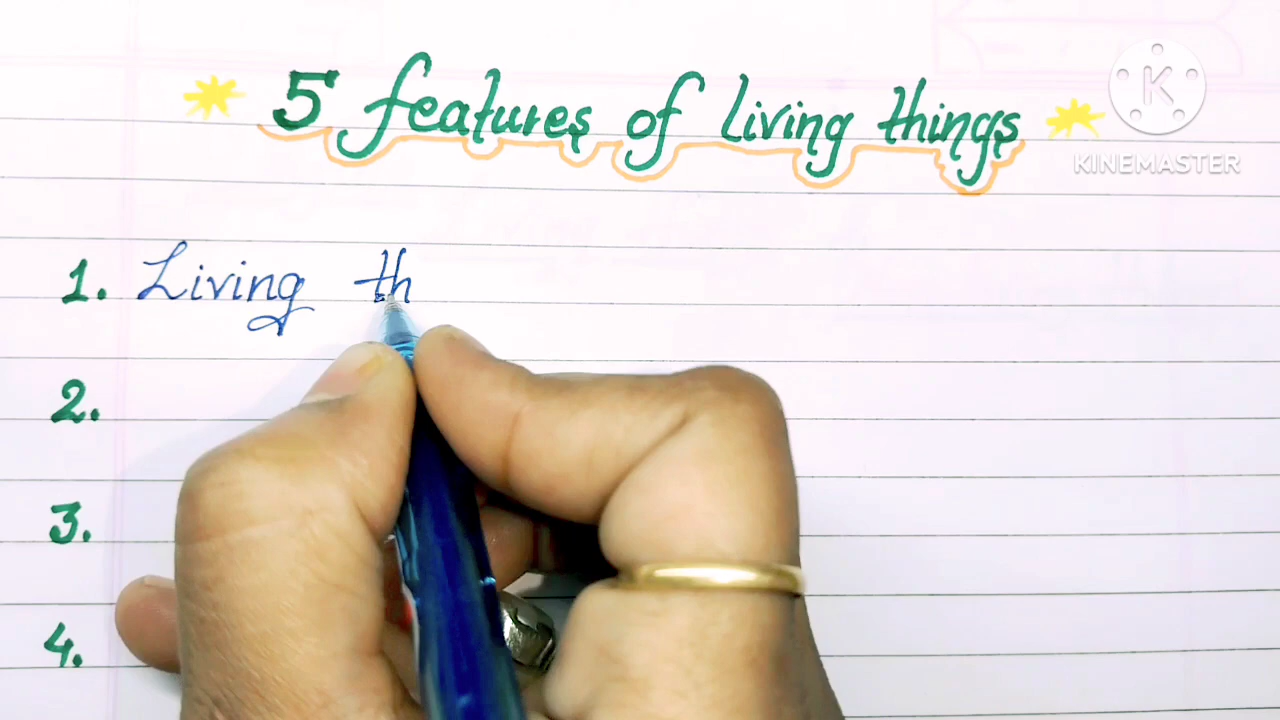 5 features of living things
K
KINEMASTER
1. Living th
2.
3.
4.